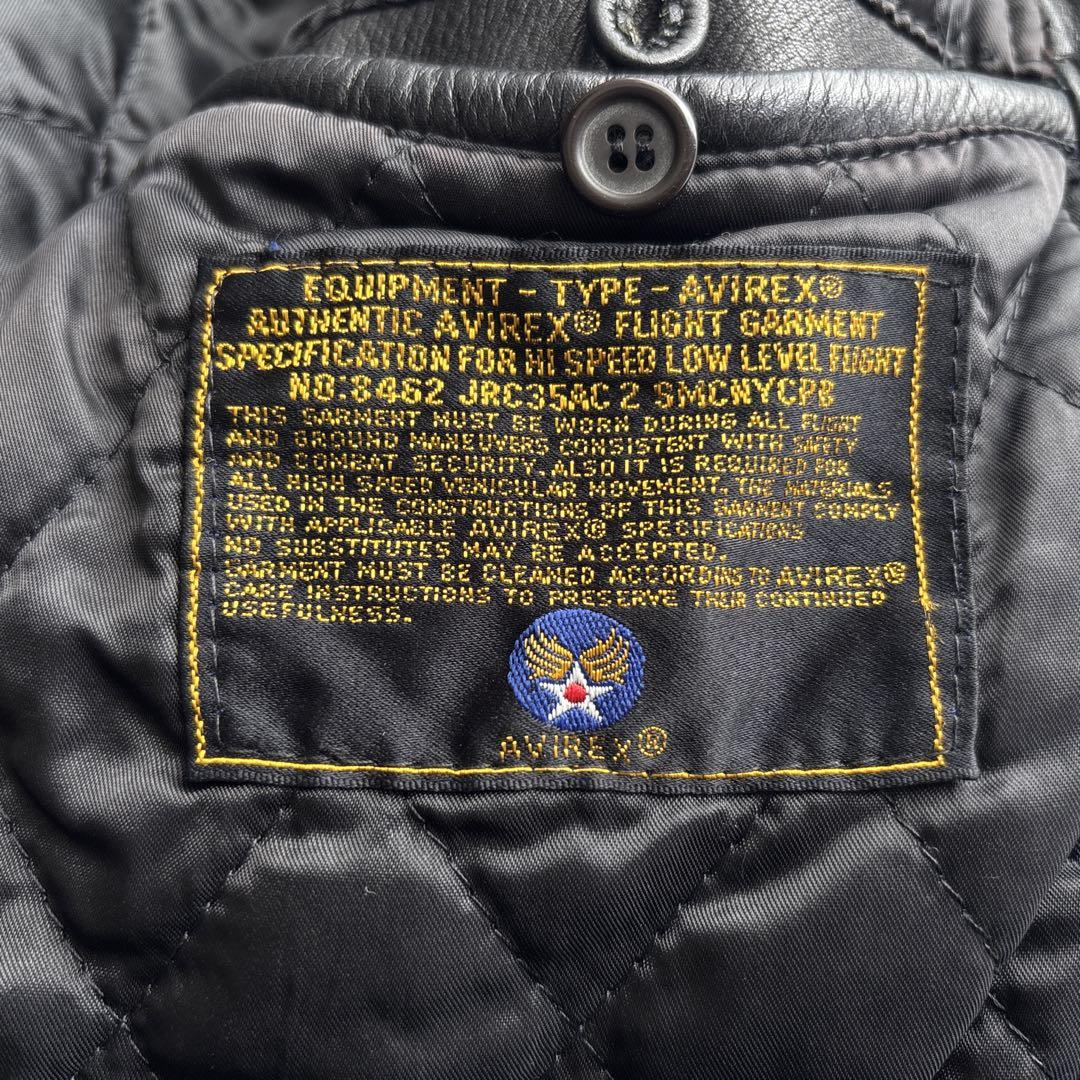 EQUIPMENT - TYPE - AVIREX®
AUTHENTIC AVIREX® FLIGHT GARMENT
SPECIFICATION FOR HI SPEED LOW LEVEL FLIGHT
NO:8462 JRC35AC 2 SMCNYCPB
THIS GARMENT MUST BE WORN DURING ALL FLIGHT
AND GROUND MANEUVERS CONSISTENT WITH SAFETY
AND COMBAT SECURITY, ALSO IT IS REQUIRED FOR
ALL HIGH SPEED VEHICULAR MOVEMENT, THE MATERIALS
USED IN THE CONSTRUCTIONS OF THIS GARMENT COMPLY
WITH APPLICABLE AVIREX® SPECIFICATIONS
NO SUBSTITUTES MAY BE ACCEPTED.
GARMENT MUST BE CLEANED ACCORDING TO AVIREX®
CARE INSTRUCTIONS TO PRESERVE THEIR CONTINUED
USEFULNESS.
AVIREX®